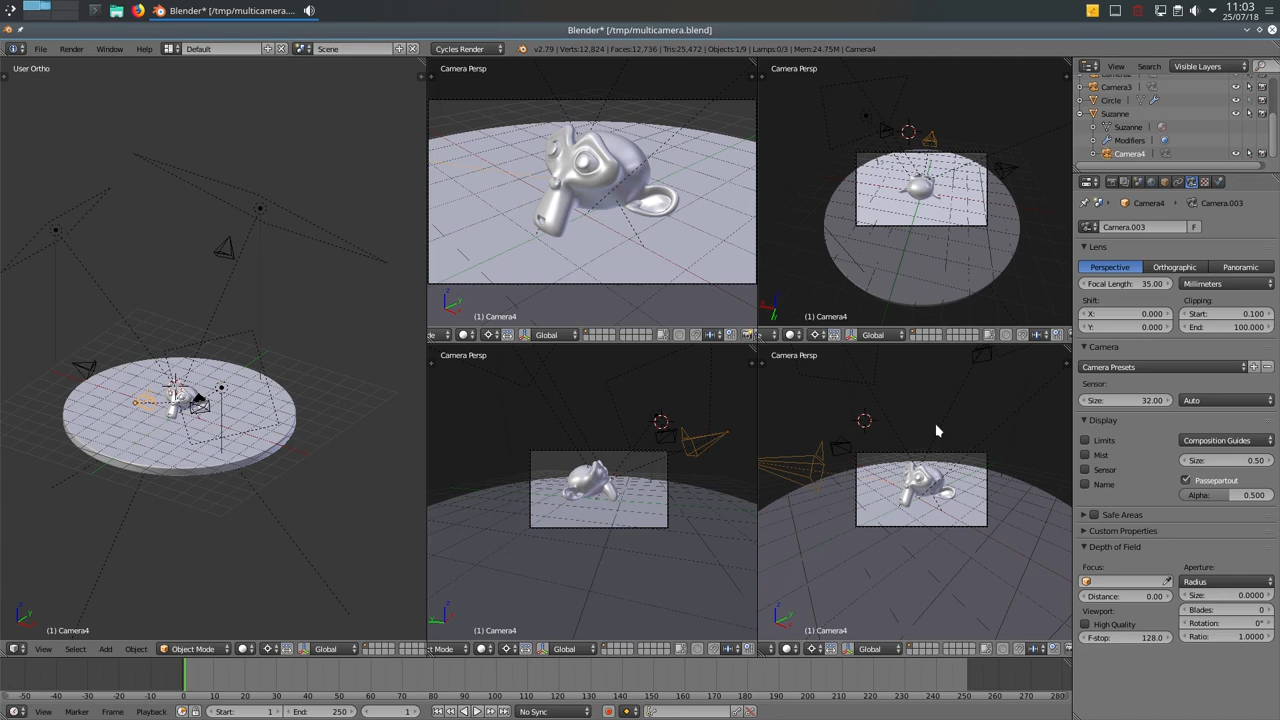 Blender* [/tmp/multicamera....
11:03
25/07/18
Blender* [/tmp/multicamera.blend]
File Render Window Help Default Scene Cycles Render v2.79 | Verts:12,824 | Faces:12,736 | Tris:25,472 | Objects:1/9 | Lamps:0/3 | Mem:24.75M | Camera4
User Ortho
(1) Camera4
Camera Persp
(1) Camera4
Global
Camera Persp
(1) Camera4
Global
Camera Persp
(1) Camera4
ct Mode Global
Camera Persp
(1) Camera4
Global
View Select Add Object Object Mode Global
View Search Visible Layers
Camera3
Circle
Suzanne
Suzanne
Modifiers
Camera4
Camera4 Camera.003
Camera.003 F
Lens
Perspective Orthographic Panoramic
Focal Length: 35.00 Millimeters
Shift: Clipping:
X: 0.000 Start: 0.100
Y: 0.000 End: 100.000
Camera
Camera Presets
Sensor:
Size: 32.00 Auto
Display
Limits Composition Guides
Mist
Size: 0.50
Sensor Passepartout
Name Alpha: 0.500
Safe Areas
Custom Properties
Depth of Field
Focus: Aperture:
Radius
Distance: 0.00 Size: 0.0000
Viewport: Blades: 0
High Quality Rotation: 0°
F-stop: 128.0 Ratio: 1.0000
-50 -40 -30 -20 -10 0 10 20 30 40 50 60 70 80 90 100 110 120 130 140 150 160 170 180 190 200 210 220 230 240 250 260 270 280
View Marker Frame Playback Start: 1 End: 250 1 No Sync